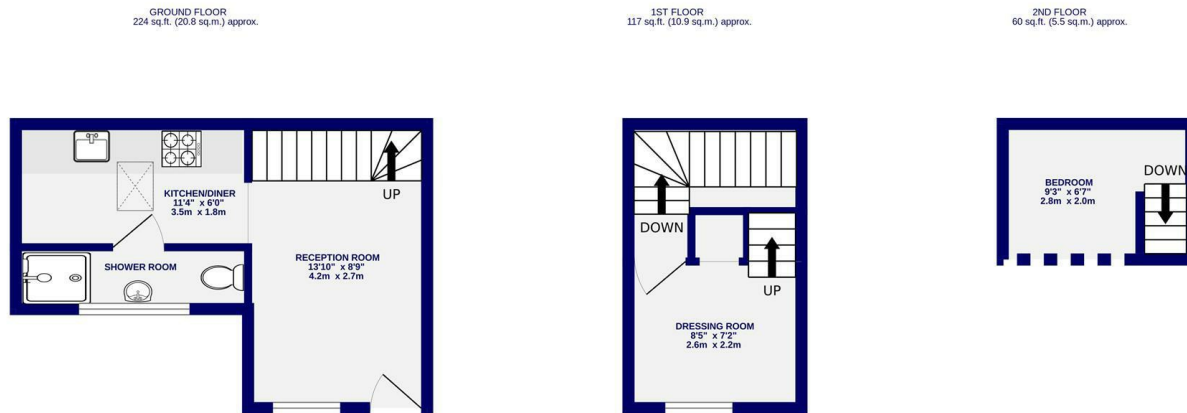 GROUND FLOOR
224 sq.ft. (20.8 sq.m.) approx.
1ST FLOOR
117 sq.ft. (10.9 sq.m.) approx.
2ND FLOOR
60 sq.ft. (5.5 sq.m.) approx.
KITCHEN/DINER
11'4" x 6'0"
3.5m x 1.8m
UP
SHOWER ROOM
RECEPTION ROOM
13'10" x 8'9"
4.2m x 2.7m
DOWN
UP
DRESSING ROOM
8'5" x 7'2"
2.6m x 2.2m
BEDROOM
9'3" x 6'7"
2.8m x 2.0m
DOWN